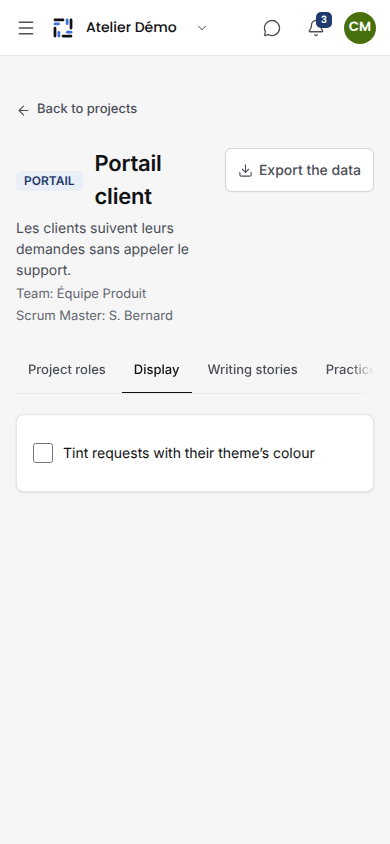 Atelier Démo
3
CM
Back to projects
PORTAIL
Portail
client
Export the data
Les clients suivent leurs
demandes sans appeler le
support.
Team: Équipe Produit
Scrum Master: S. Bernard
Project roles
Display
Writing stories
Practice
Tint requests with their theme’s colour